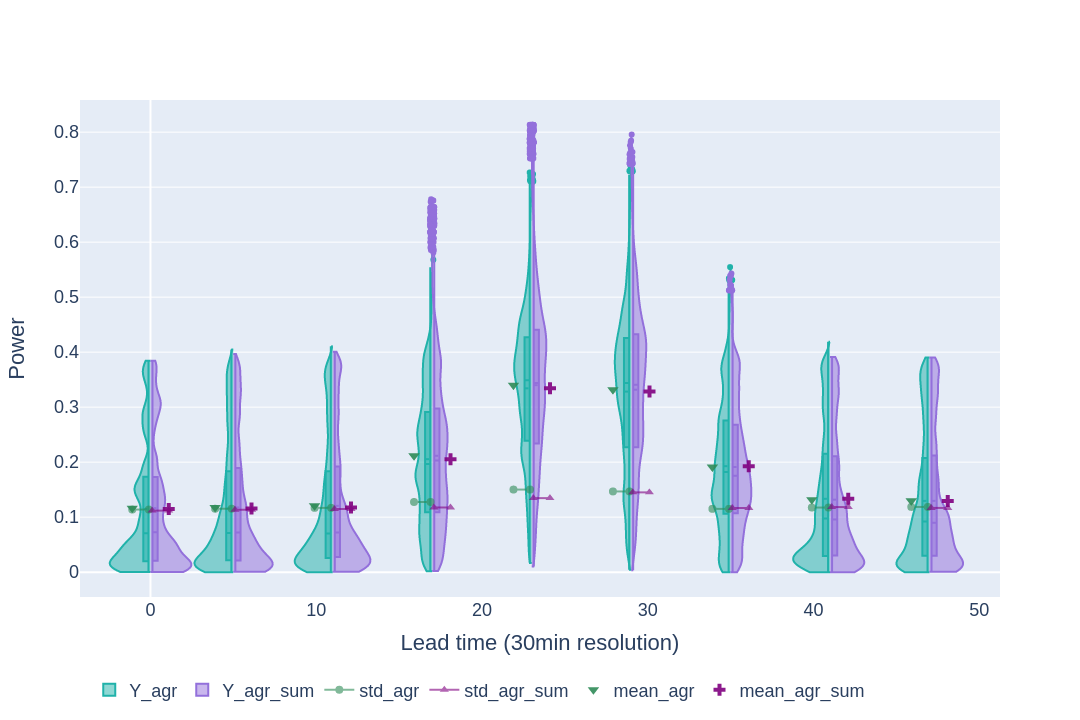 0.8
0.7
0.6
0.5
0.4
0.3
0.2
0.1
0
Power
0 10 20 30 40 50
Lead time (30min resolution)
Y_agr Y_agr_sum std_agr std_agr_sum mean_agr mean_agr_sum